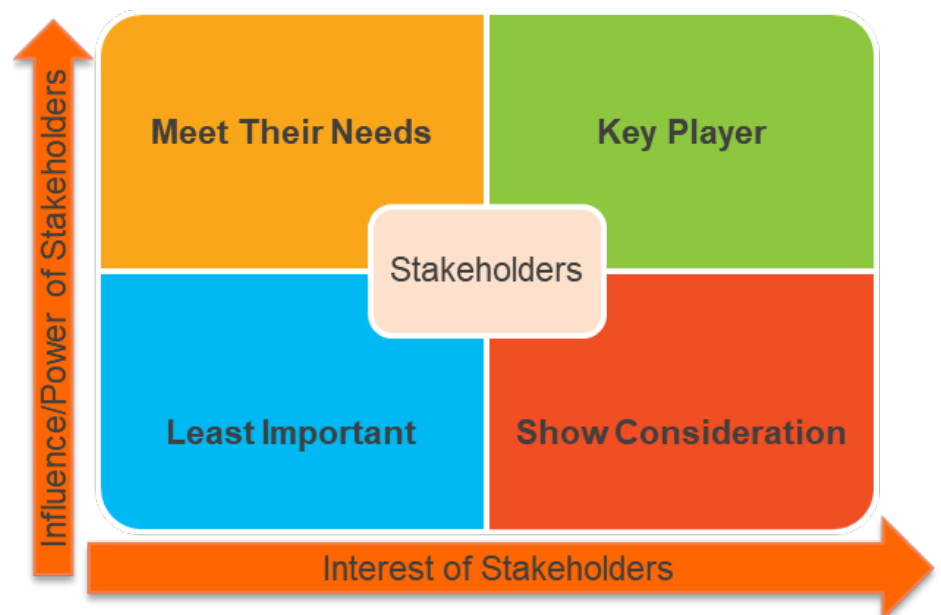 Influence/Power of Stakeholders
Meet Their Needs
Key Player
Stakeholders
Least Important
Show Consideration
Interest of Stakeholders